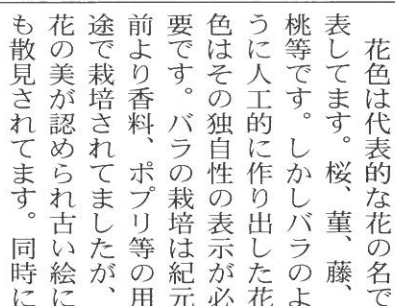 花色は代表的な花の名で
表してます。桜、菫、藤、
桃等です。しかしバラのよ
うに人工的に作り出した花
色はその独自性の表示が必
要です。バラの栽培は紀元
前より香料、ポプリ等の用
途で栽培されてましたが、
花の美が認められ古い絵に
も散見されてます。同時に